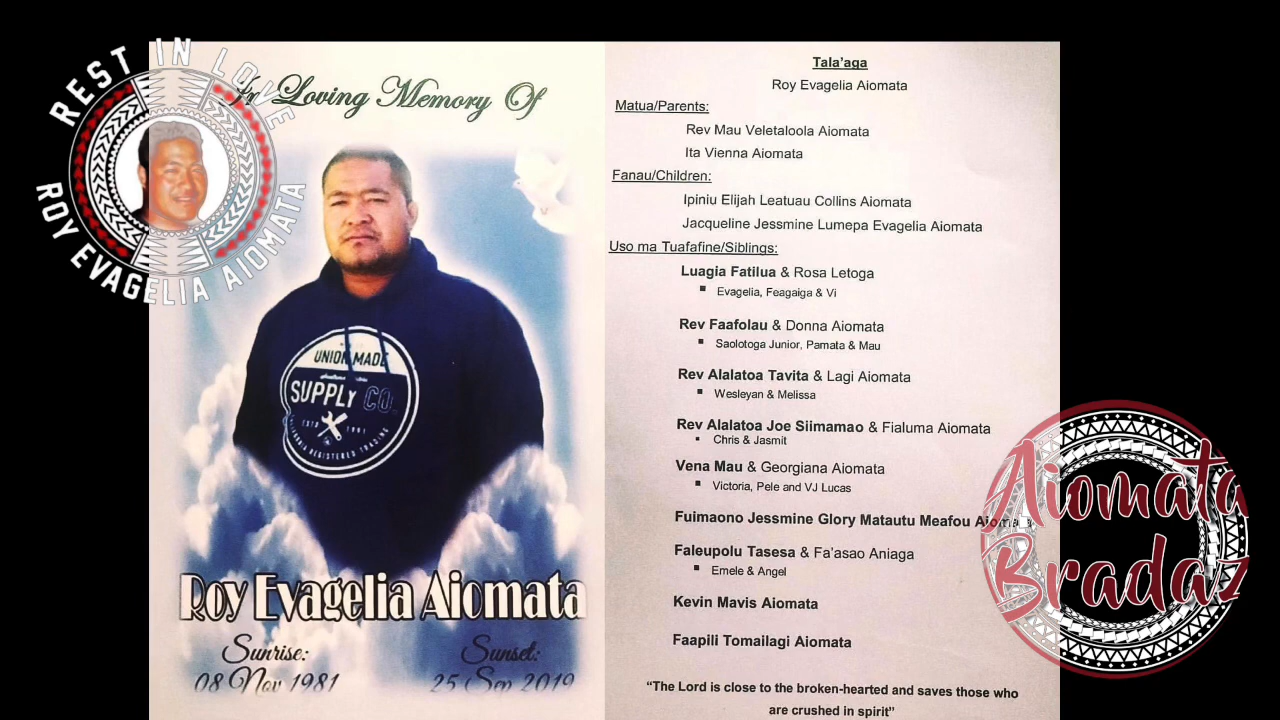 REST IN LOVE
ROY EVAGELIA AIOMATA
In Loving Memory Of
UNION MADE
SUPPLY CO.
ESTD 1981
REGISTERED TRADING
Roy Evagelia Aiomata
Sunrise:
08 Nov 1981
Sunset:
25 Sep 2019
Tala'aga
Roy Evagelia Aiomata
Matua/Parents:
Rev Mau Veletaloola Aiomata
Ita Vienna Aiomata
Fanau/Children:
Ipiniu Elijah Leatuau Collins Aiomata
Jacqueline Jessmine Lumepa Evagelia Aiomata
Uso ma Tuafafine/Siblings:
Luagia Fatilua & Rosa Letoga
▪ Evagelia, Feagaiga & Vi
Rev Faafolau & Donna Aiomata
▪ Saolotoga Junior, Pamata & Mau
Rev Alalatoa Tavita & Lagi Aiomata
▪ Wesleyan & Melissa
Rev Alalatoa Joe Siimamao & Fialuma Aiomata
▪ Chris & Jasmit
Vena Mau & Georgiana Aiomata
▪ Victoria, Pele and VJ Lucas
Fuimaono Jessmine Glory Matautu Meafou Aiomata
Faleupolu Tasesa & Fa'asao Aniaga
▪ Emele & Angel
Kevin Mavis Aiomata
Faapili Tomailagi Aiomata
"The Lord is close to the broken-hearted and saves those who
are crushed in spirit"
Aiomata
Bradaz